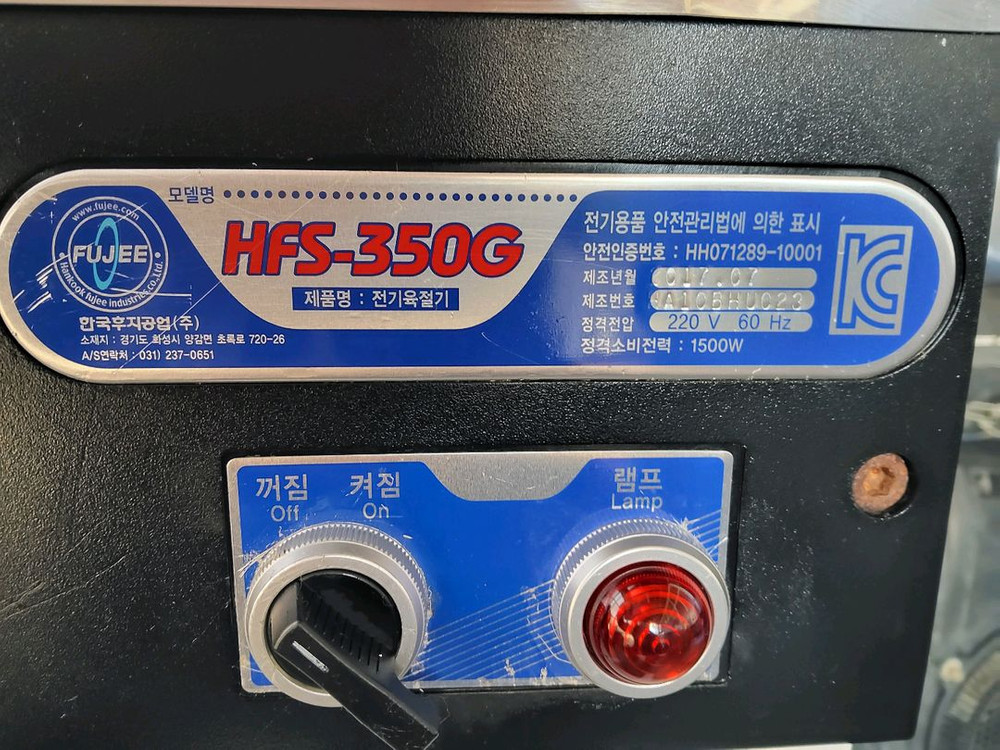 모델명
HFS-350G
제품명 : 전기육절기
www.fujee.com
FUJEE
Hankook fujee industries Co.,Ltd.
한국후지공업(주)
소재지 : 경기도 화성시 양감면 초록로 720-26
A/S연락처 : 031) 237-0651
전기용품 안전관리법에 의한 표시
안전인증번호 : HH071289-10001
제조년월 017.07
제조번호
정격전압 220 V 60 Hz
정격소비전력 : 1500W
꺼짐 켜짐
Off On
램프
Lamp